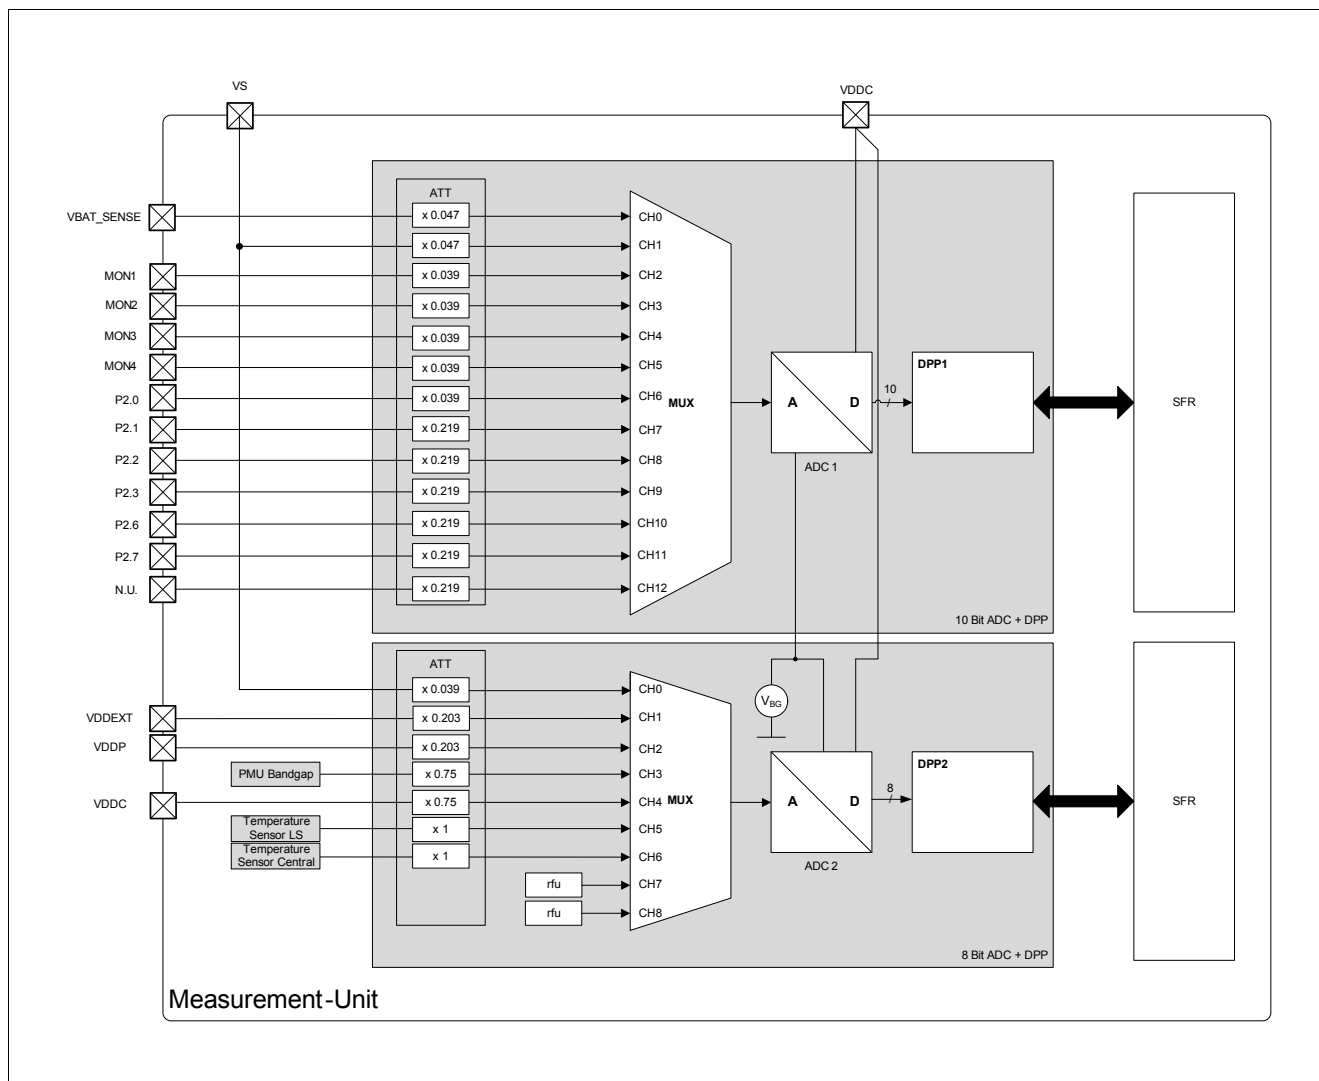 VS
VDDC
ATT
VBAT_SENSE
x 0.047
CH0
x 0.047
CH1
MON1
x 0.039
CH2
MON2
x 0.039
CH3
MON3
x 0.039
CH4
MON4
x 0.039
CH5
DPP1
P2.0
x 0.039
CH6
MUX
A
D
10
SFR
P2.1
x 0.219
CH7
P2.2
x 0.219
CH8
ADC 1
P2.3
x 0.219
CH9
P2.6
x 0.219
CH10
P2.7
x 0.219
CH11
N.U.
x 0.219
CH12
10 Bit ADC + DPP
ATT
x 0.039
CH0
VBG
VDDEXT
x 0.203
CH1
VDDP
x 0.203
CH2
PMU Bandgap
x 0.75
CH3
DPP2
VDDC
x 0.75
CH4
MUX
A
D
8
SFR
Temperature
Sensor LS
x 1
CH5
Temperature
Sensor Central
x 1
CH6
ADC 2
rfu
CH7
rfu
CH8
8 Bit ADC + DPP
Measurement-Unit